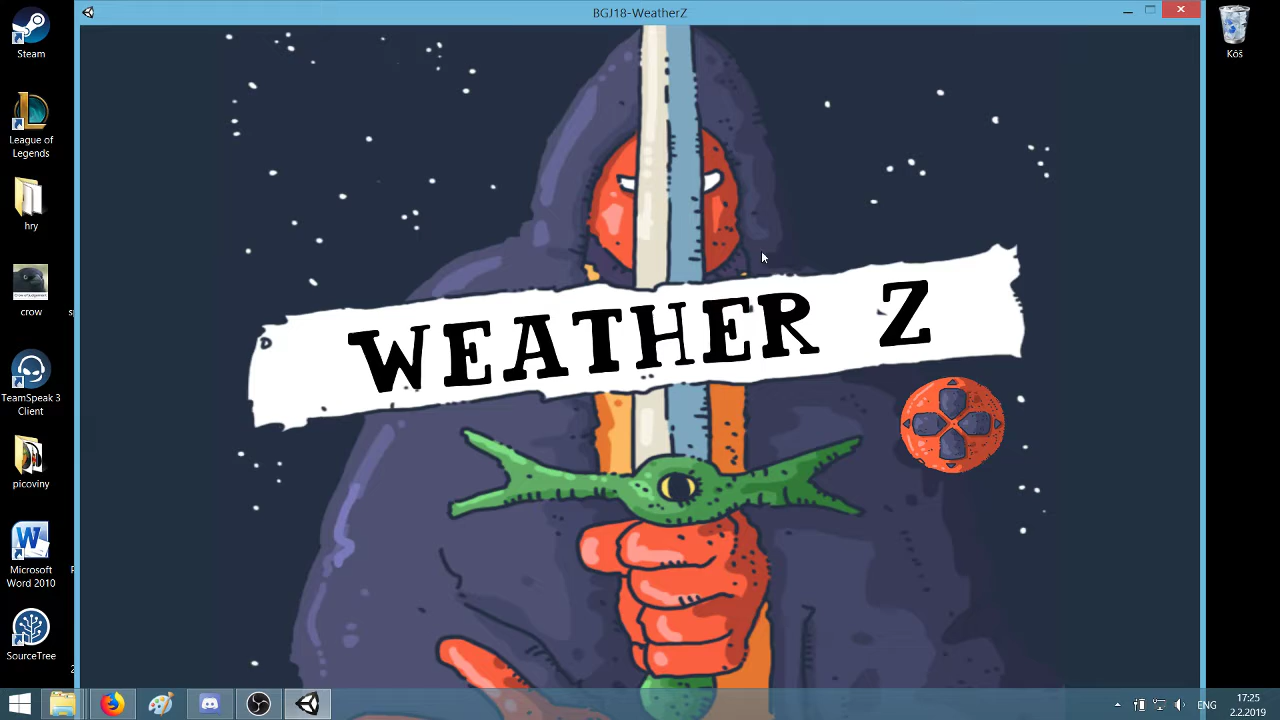 BGJ18-WeatherZ
Steam
League of
Legends
hry
crow
TeamSpeak 3
Client
picoviny
Microsoft
Word 2010
SourceTree
Kôš
WEATHER Z
ENG
17:25
2.2.2019